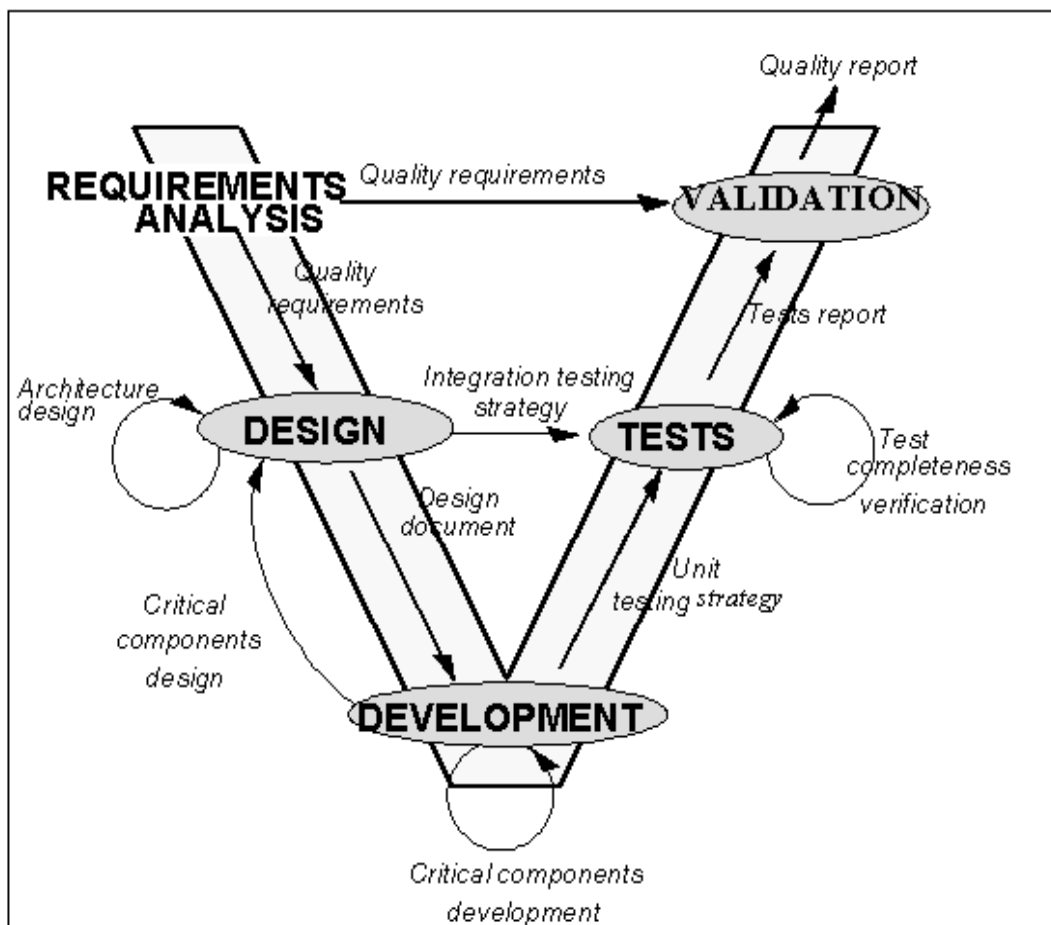 Quality report
REQUIREMENTS
ANALYSIS
Quality requirements
VALIDATION
Quality
requirements
Tests report
Architecture
design
Integration testing
strategy
DESIGN
TESTS
Test
completeness
verification
Design
document
Unit
testing strategy
Critical
components
design
DEVELOPMENT
Critical components
development